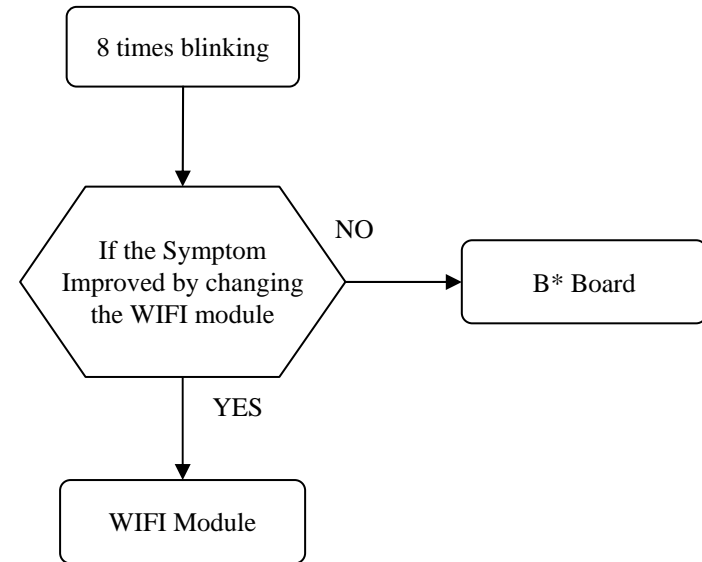 8 times blinking
If the Symptom
Improved by changing
the WIFI module
NO
B* Board
YES
WIFI Module